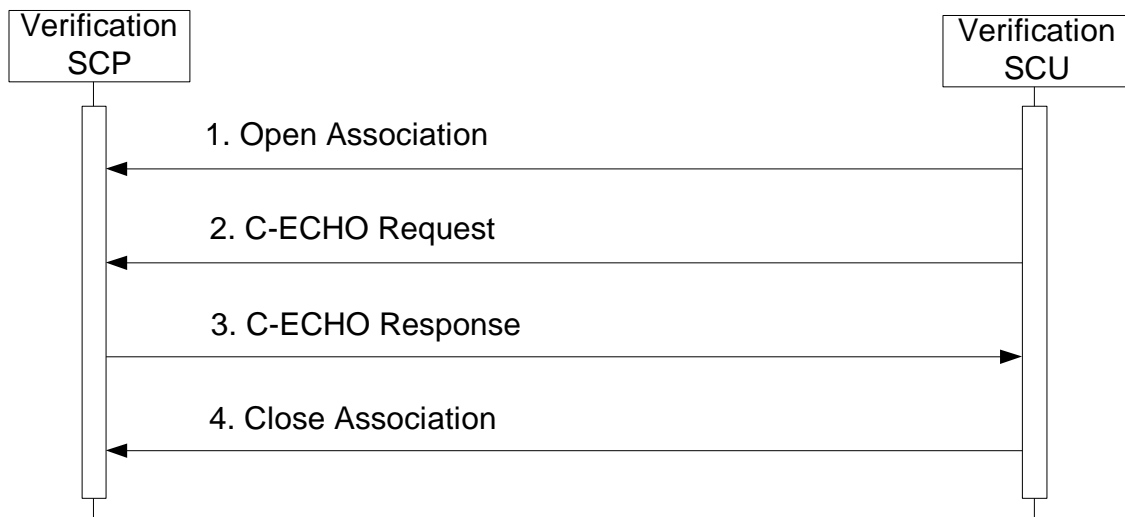 Verification
SCP
Verification
SCU
1. Open Association
2. C-ECHO Request
3. C-ECHO Response
4. Close Association